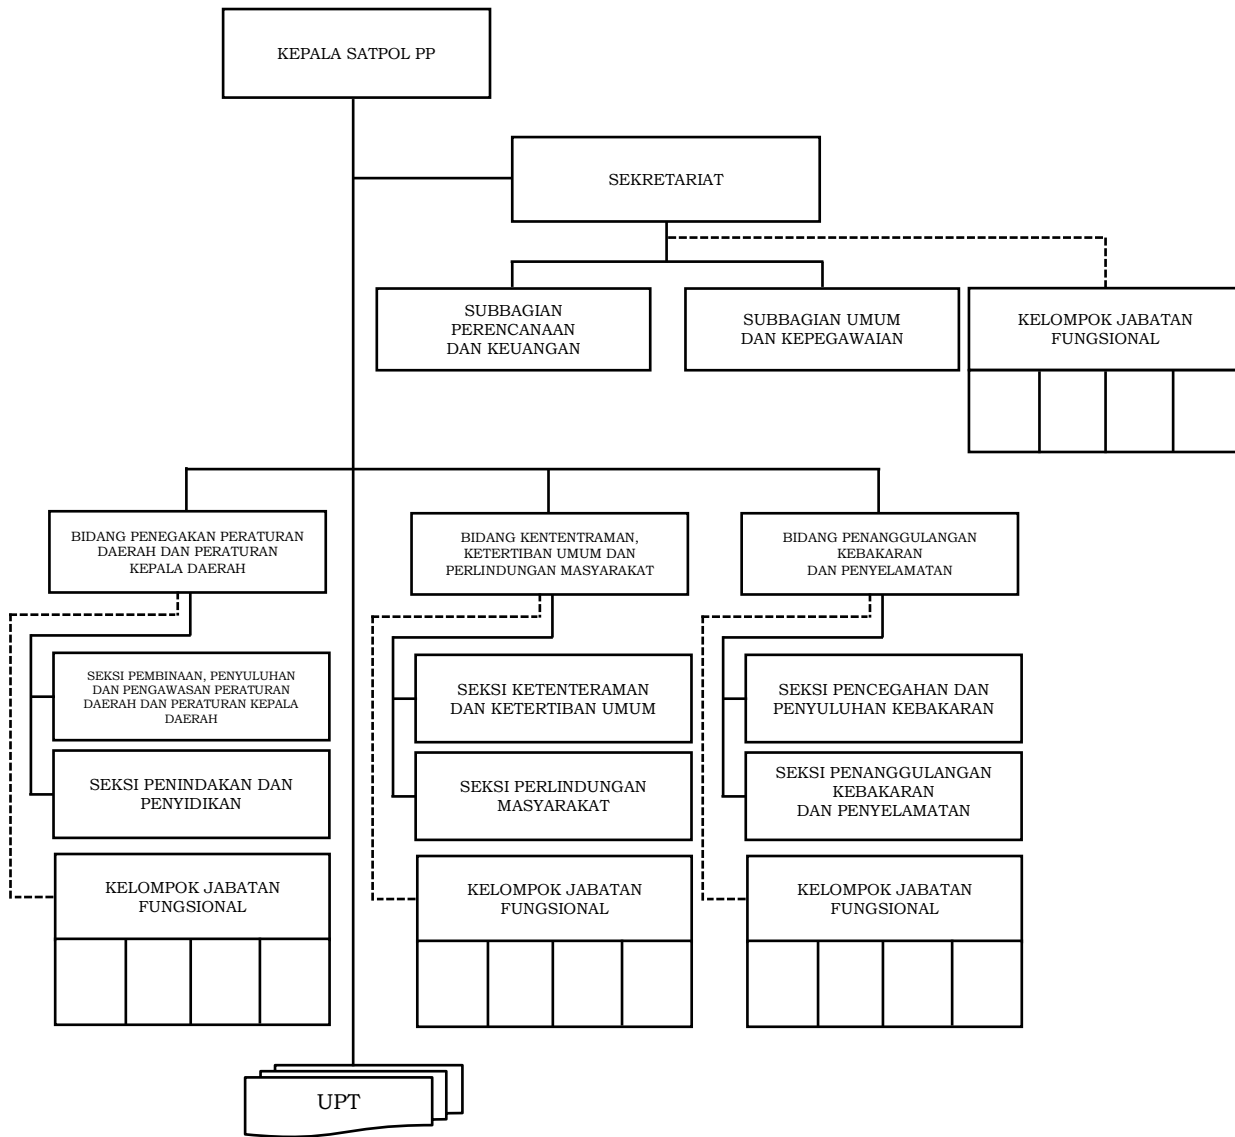 KEPALA SATPOL PP
SEKRETARIAT
SUBBAGIAN
PERENCANAAN
DAN KEUANGAN
SUBBAGIAN UMUM
DAN KEPEGAWAIAN
KELOMPOK JABATAN
FUNGSIONAL
BIDANG PENEGAKAN PERATURAN
DAERAH DAN PERATURAN
KEPALA DAERAH
BIDANG KENTENTRAMAN,
KETERTIBAN UMUM DAN
PERLINDUNGAN MASYARAKAT
BIDANG PENANGGULANGAN
KEBAKARAN
DAN PENYELAMATAN
SEKSI PEMBINAAN, PENYULUHAN
DAN PENGAWASAN PERATURAN
DAERAH DAN PERATURAN KEPALA
DAERAH
SEKSI KETENTERAMAN
DAN KETERTIBAN UMUM
SEKSI PENCEGAHAN DAN
PENYULUHAN KEBAKARAN
SEKSI PENINDAKAN DAN
PENYIDIKAN
SEKSI PERLINDUNGAN
MASYARAKAT
SEKSI PENANGGULANGAN
KEBAKARAN
DAN PENYELAMATAN
KELOMPOK JABATAN
FUNGSIONAL
KELOMPOK JABATAN
FUNGSIONAL
KELOMPOK JABATAN
FUNGSIONAL
UPT